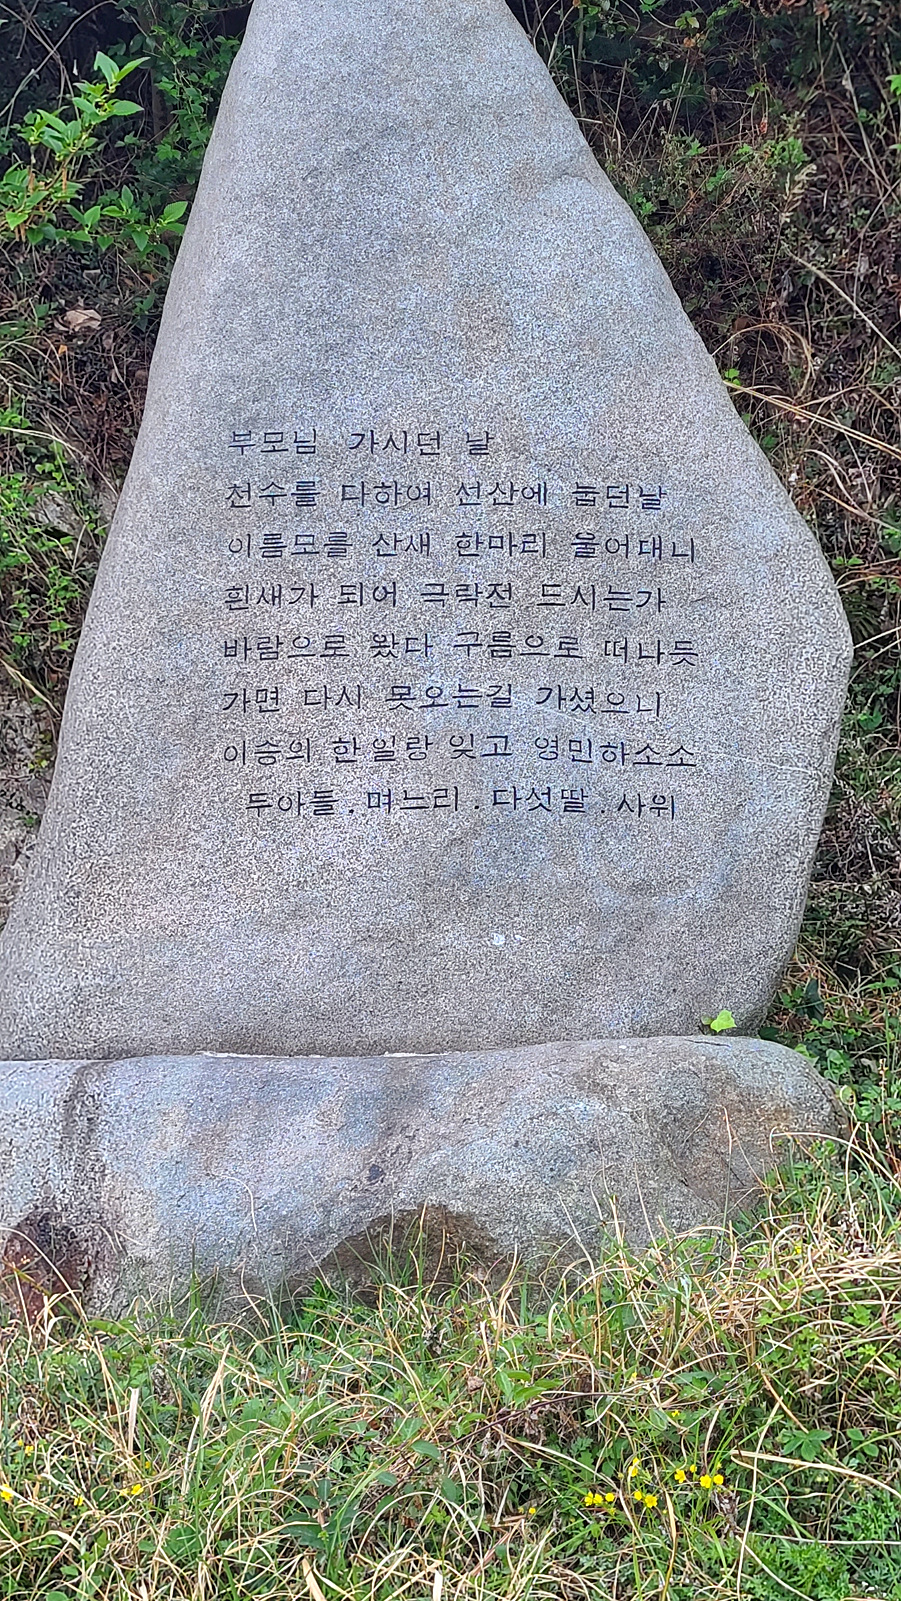 부모님 가시던 날
천수를 다하여 선산에 눕던날
이름모를 산새 한마리 울어대니
흰새가 되어 극락전 드시는가
바람으로 왔다 구름으로 떠나듯
가면 다시 못오는길 가셨으니
이승의 한일랑 잊고 영민하소소
두아들 . 며느리 . 다섯딸 . 사위